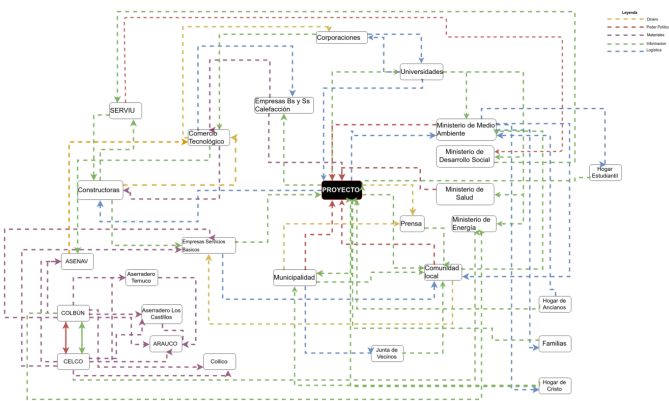 Leyenda
Dinero
Poder Político
Materiales
Informacion
Logística
Corporaciones
Universidades
Empresas Bs y Ss
Calefacción
SERVIU
Comercio
Tecnológico
Ministerio de Medio
Ambiente
Ministerio de
Desarrollo Social
Hogar
Estudiantil
Constructoras
PROYECTO
Ministerio de
Salud
Prensa
Ministerio de
Energía
Empresas Servicios
Basicos
ASENAV
Aserradero
Temuco
Municipalidad
Comunidad
local
Hogar de
Ancianos
COLBÚN
Aserradero Los
Castillos
ARAUCO
Junta de
Vecinos
Familias
CELCO
Collico
Hogar de
Cristo